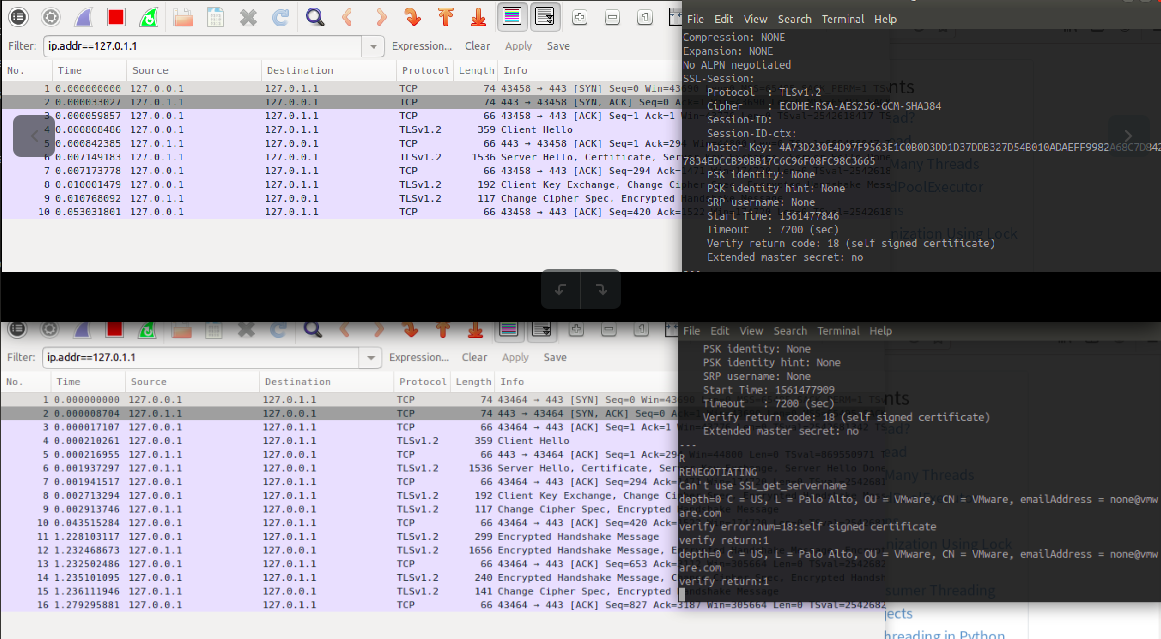 File Edit View Search Terminal Help
Filter: ip.addr==127.0.1.1 Expression... Clear Apply Save
No. Time Source Destination Protocol Length Info
1 0.000000000 127.0.0.1 127.0.1.1 TCP 74 43458 → 443 [SYN] Seq=0
2 0.000033027 127.0.1.1 127.0.0.1 TCP 74 443 → 43458 [SYN, ACK] Seq=0
3 0.000059857 127.0.0.1 127.0.1.1 TCP 66 43458 → 443 [ACK] Seq=1 Ack=1
4 0.000808486 127.0.0.1 127.0.1.1 TLSv1.2 359 Client Hello
5 0.000842385 127.0.1.1 127.0.0.1 TCP 66 443 → 43458 [ACK] Seq=1
6 0.007149183 127.0.1.1 127.0.0.1 TLSv1.2 1536 Server Hello, Certificate,
7 0.007173778 127.0.0.1 127.0.1.1 TCP 66 43458 → 443 [ACK] Seq=294
8 0.010001479 127.0.0.1 127.0.1.1 TLSv1.2 192 Client Key Exchange,
9 0.010768092 127.0.1.1 127.0.0.1 TLSv1.2 117 Change Cipher Spec, Encrypted
10 0.053031801 127.0.0.1 127.0.1.1 TCP 66 43458 → 443 [ACK] Seq=420
Compression: NONE
Expansion: NONE
No ALPN negotiated
SSL-Session:
Protocol : TLSv1.2
Cipher : ECDHE-RSA-AES256-GCM-SHA384
Session-ID:
Session-ID-ctx:
Master-Key:
7834EDCCB90BB17C6C96F08FC98C3665
PSK identity: None
PSK identity hint: None
SRP username: None
Start Time: 1561477846
Timeout : 7200 (sec)
Verify return code: 18 (self signed certificate)
Extended master secret: no
---
Many Threads
File Edit View Search Terminal Help
Filter: ip.addr==127.0.1.1 Expression... Clear Apply Save
No. Time Source Destination Protocol Length Info
1 0.000000000 127.0.0.1 127.0.1.1 TCP 74 43464 → 443 [SYN] Seq=0
2 0.000008704 127.0.1.1 127.0.0.1 TCP 74 443 → 43464 [SYN, ACK] Seq=0
3 0.000017107 127.0.0.1 127.0.1.1 TCP 66 43464 → 443 [ACK] Seq=1 Ack=1
4 0.000210261 127.0.0.1 127.0.1.1 TLSv1.2 359 Client Hello
5 0.000216955 127.0.1.1 127.0.0.1 TCP 66 443 → 43464 [ACK] Seq=1
6 0.001937297 127.0.1.1 127.0.0.1 TLSv1.2 1536 Server Hello, Certificate,
7 0.001941517 127.0.0.1 127.0.1.1 TCP 66 43464 → 443 [ACK] Seq=294
8 0.002713294 127.0.0.1 127.0.1.1 TLSv1.2 192 Client Key Exchange,
9 0.002913746 127.0.1.1 127.0.0.1 TLSv1.2 117 Change Cipher Spec, Encrypted
10 0.043515284 127.0.0.1 127.0.1.1 TCP 66 43464 → 443 [ACK] Seq=420
11 1.228103117 127.0.0.1 127.0.1.1 TLSv1.2 299 Encrypted Handshake Message
12 1.232468673 127.0.1.1 127.0.0.1 TLSv1.2 1656 Encrypted Handshake Message,
13 1.232502464 127.0.0.1 127.0.1.1 TCP 66 43464 → 443 [ACK] Seq=653
14 1.235101095 127.0.0.1 127.0.1.1 TLSv1.2 240 Encrypted Handshake Message,
15 1.236111946 127.0.1.1 127.0.0.1 TLSv1.2 141 Change Cipher Spec, Encrypted
16 1.279295881 127.0.0.1 127.0.1.1 TCP 66 43464 → 443 [ACK] Seq=827 Ack=3187 Win=305664 Len=0
PSK identity: None
PSK identity hint: None
SRP username: None
Start Time: 1561477909
Timeout : 7200 (sec)
Verify return code: 18 (self signed certificate)
Extended master secret: no
---
R
RENEGOTIATING
Can't use SSL_get_servername
depth=0 C = US, L = Palo Alto, OU = VMware, CN = VMware, emailAddress = none@vmw
are.com
verify error:num=18:self signed certificate
verify return:1
depth=0 C = US, L = Palo Alto, OU = VMware, CN = VMware, emailAddress = none@vmw
are.com
verify return:1
Many Threads